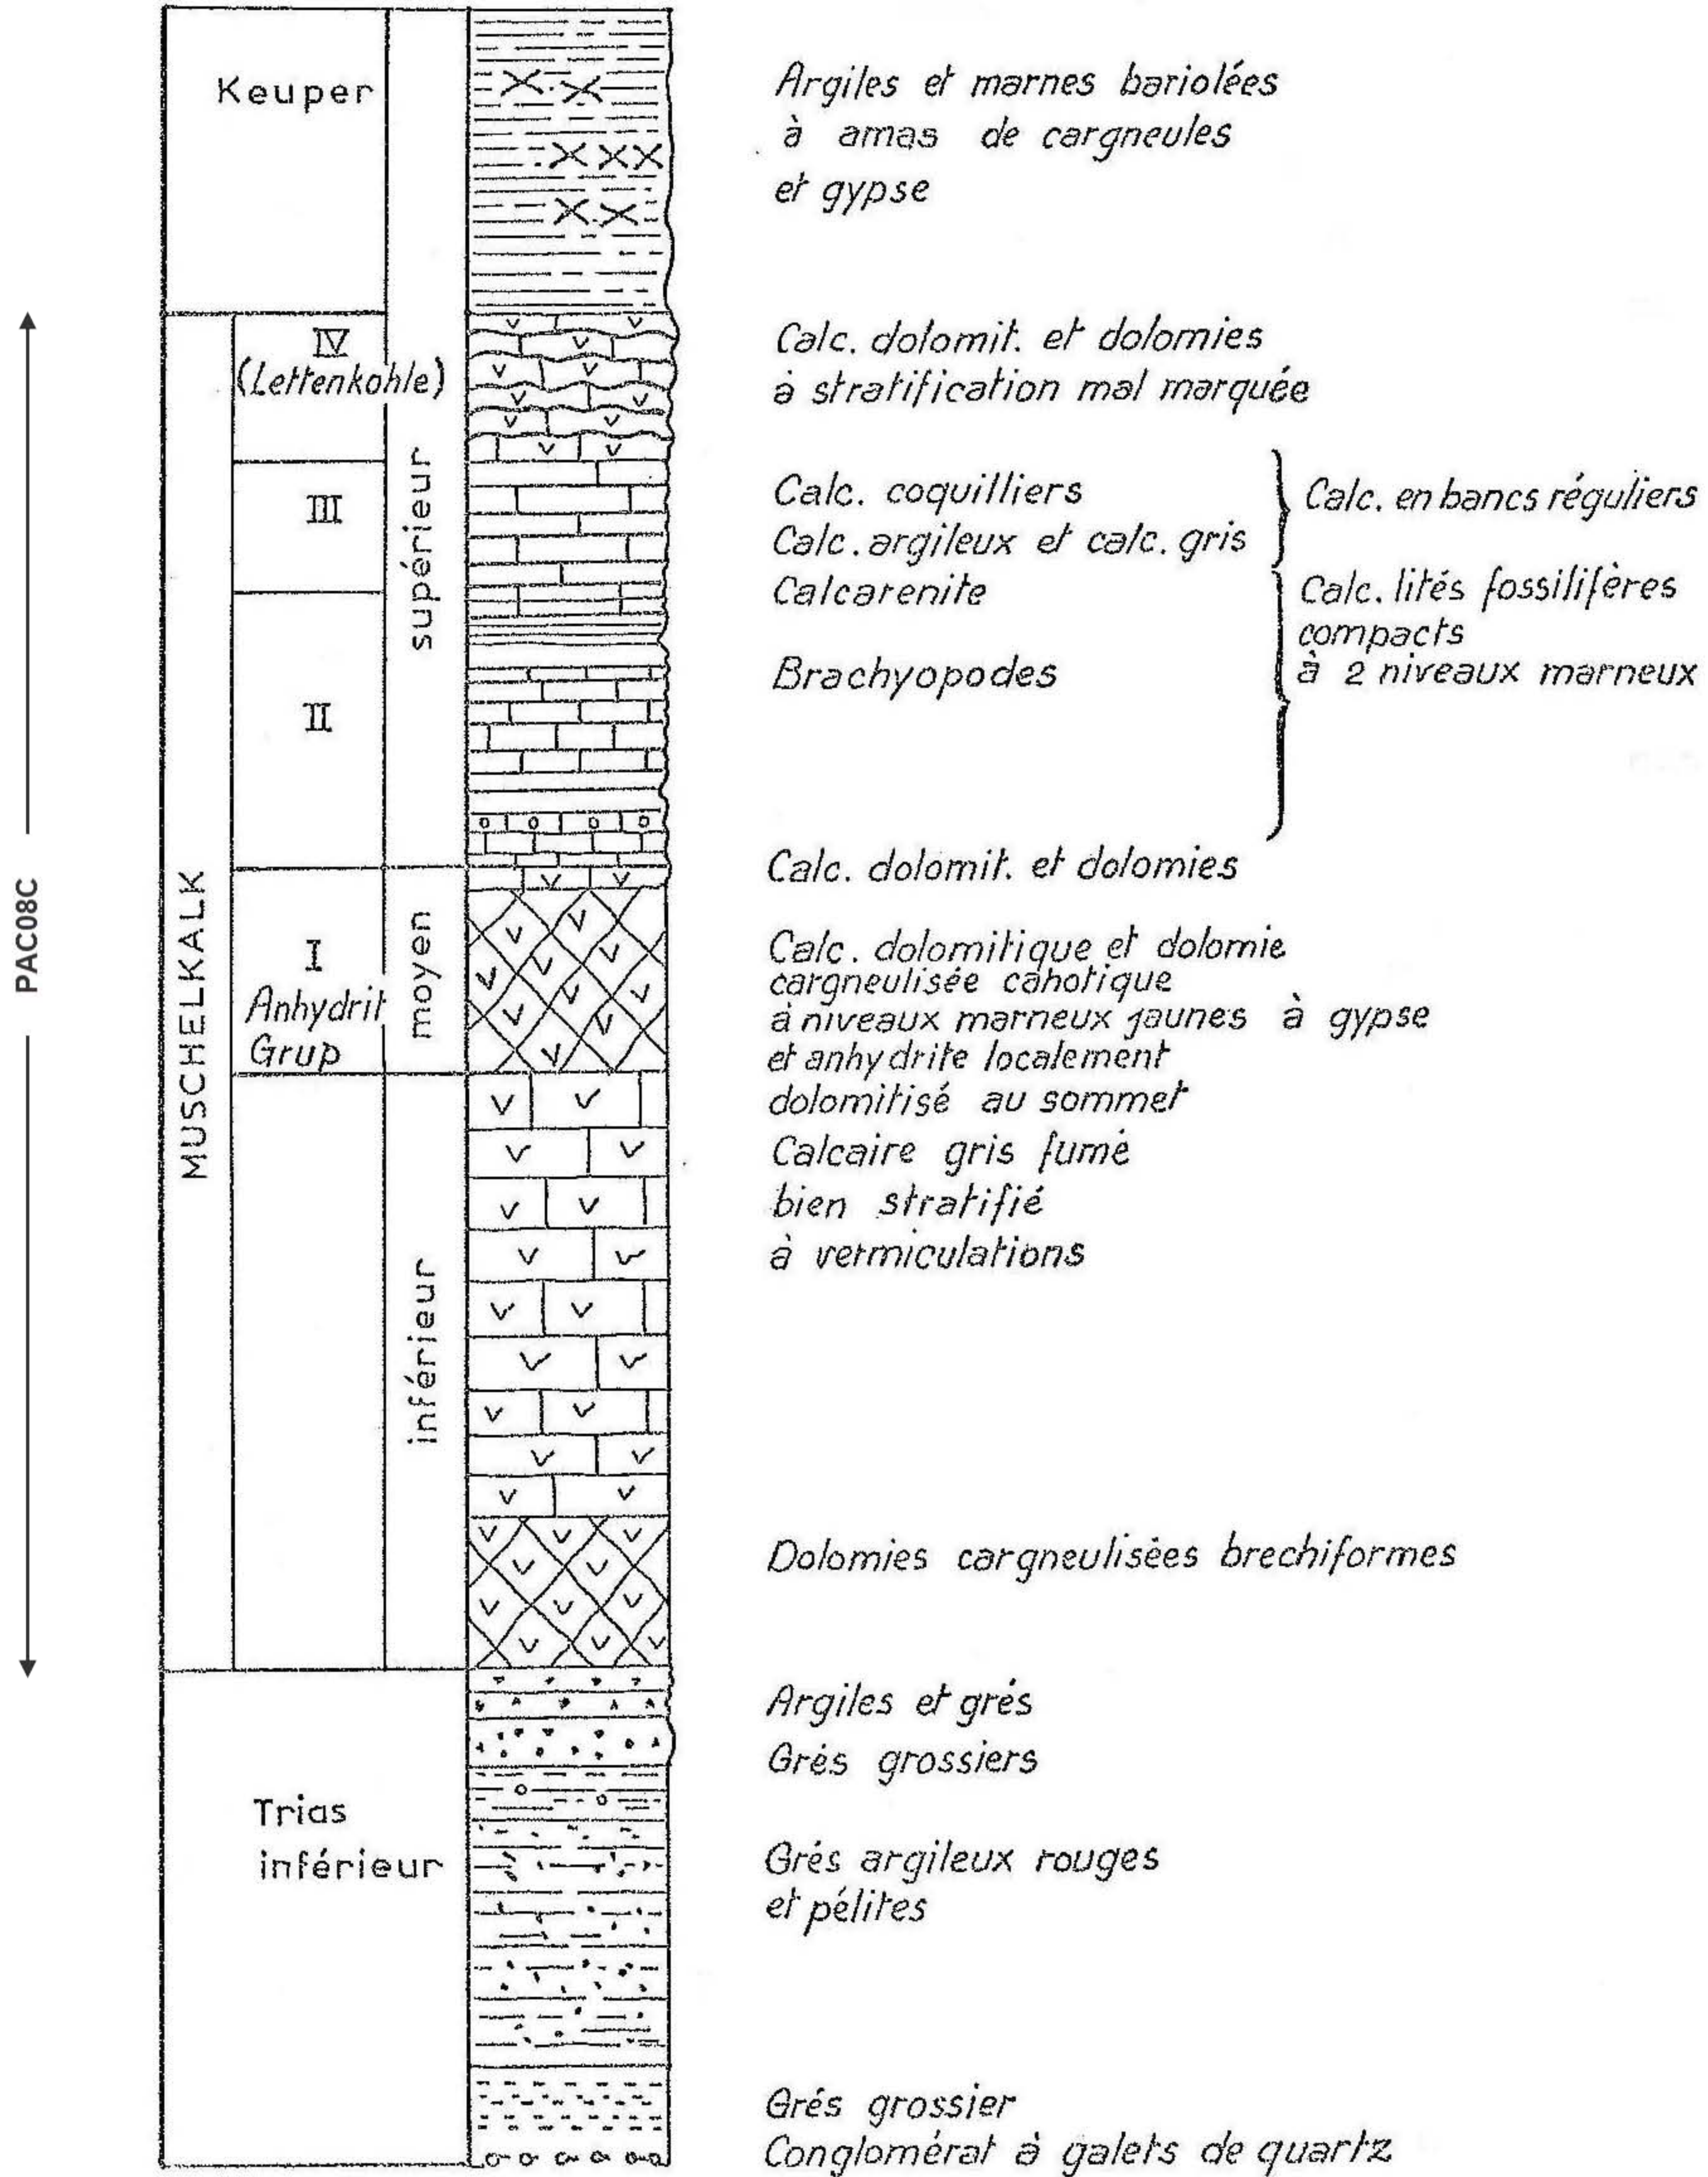 Keuper
Argiles et marnes bariolées
à amas de cargneules
et gypse
PAC08C
MUSCHELKALK
IV
(Lettenkohle)
III
II
I
Anhydrit
Grup
supérieur
moyen
inférieur
Calc. dolomit. et dolomies
à stratification mal marquée
Calc. coquilliers
Calc. argileux et calc. gris
Calc. en bancs réguliers
Calcarenite
Brachyopodes
Calc. lités fossilifères
compacts
à 2 niveaux marneux
Calc. dolomit. et dolomies
Calc. dolomitique et dolomie
cargneulisée cahotique
à niveaux marneux jaunes à gypse
et anhydrite localement
dolomitisé au sommet
Calcaire gris fumé
bien stratifié
à vermiculations
Dolomies cargneulisées brechiformes
Trias
inférieur
Argiles et grés
Grés grossiers
Grés argileux rouges
et pélites
Grés grossier
Conglomérat à galets de quartz